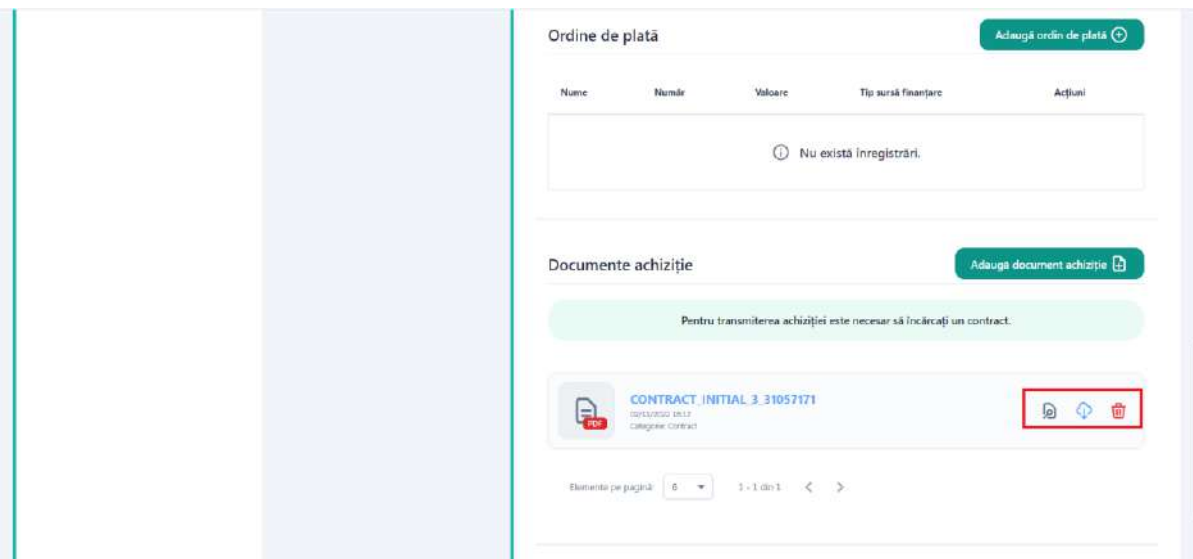 Ordine de plată
Adaugă ordin de plată
Nume Număr Valoare Tip sursă finanțare Acțiuni
Nu există înregistrări.
Documente achiziție
Adaugă document achiziție
Pentru transmiterea achiziției este necesar să încărcați un contract.
CONTRACT_INITIAL_3_31057171
PDF
Categorie: Contract
Elemente pe pagină: 6 1 - 1 din 1